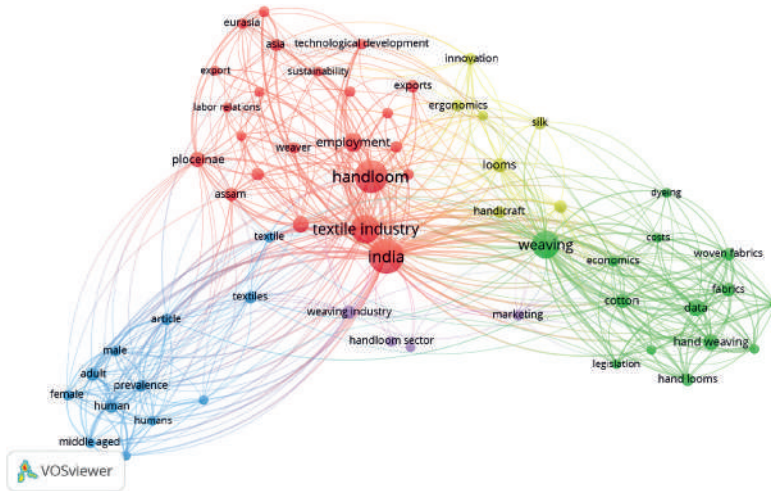 eurasia
asia
technological development
innovation
export
sustainability
exports
labor relations
ergonomics
silk
weaver
employment
ploceinae
looms
handloom
assam
dyeing
handicraft
textile industry
textile
weaving
costs
india
economics
woven fabrics
textiles
cotton
fabrics
data
article
weaving industry
marketing
male
handloom sector
hand weaving
adult
prevalence
legislation
female
human
hand looms
humans
middle aged
VOSviewer